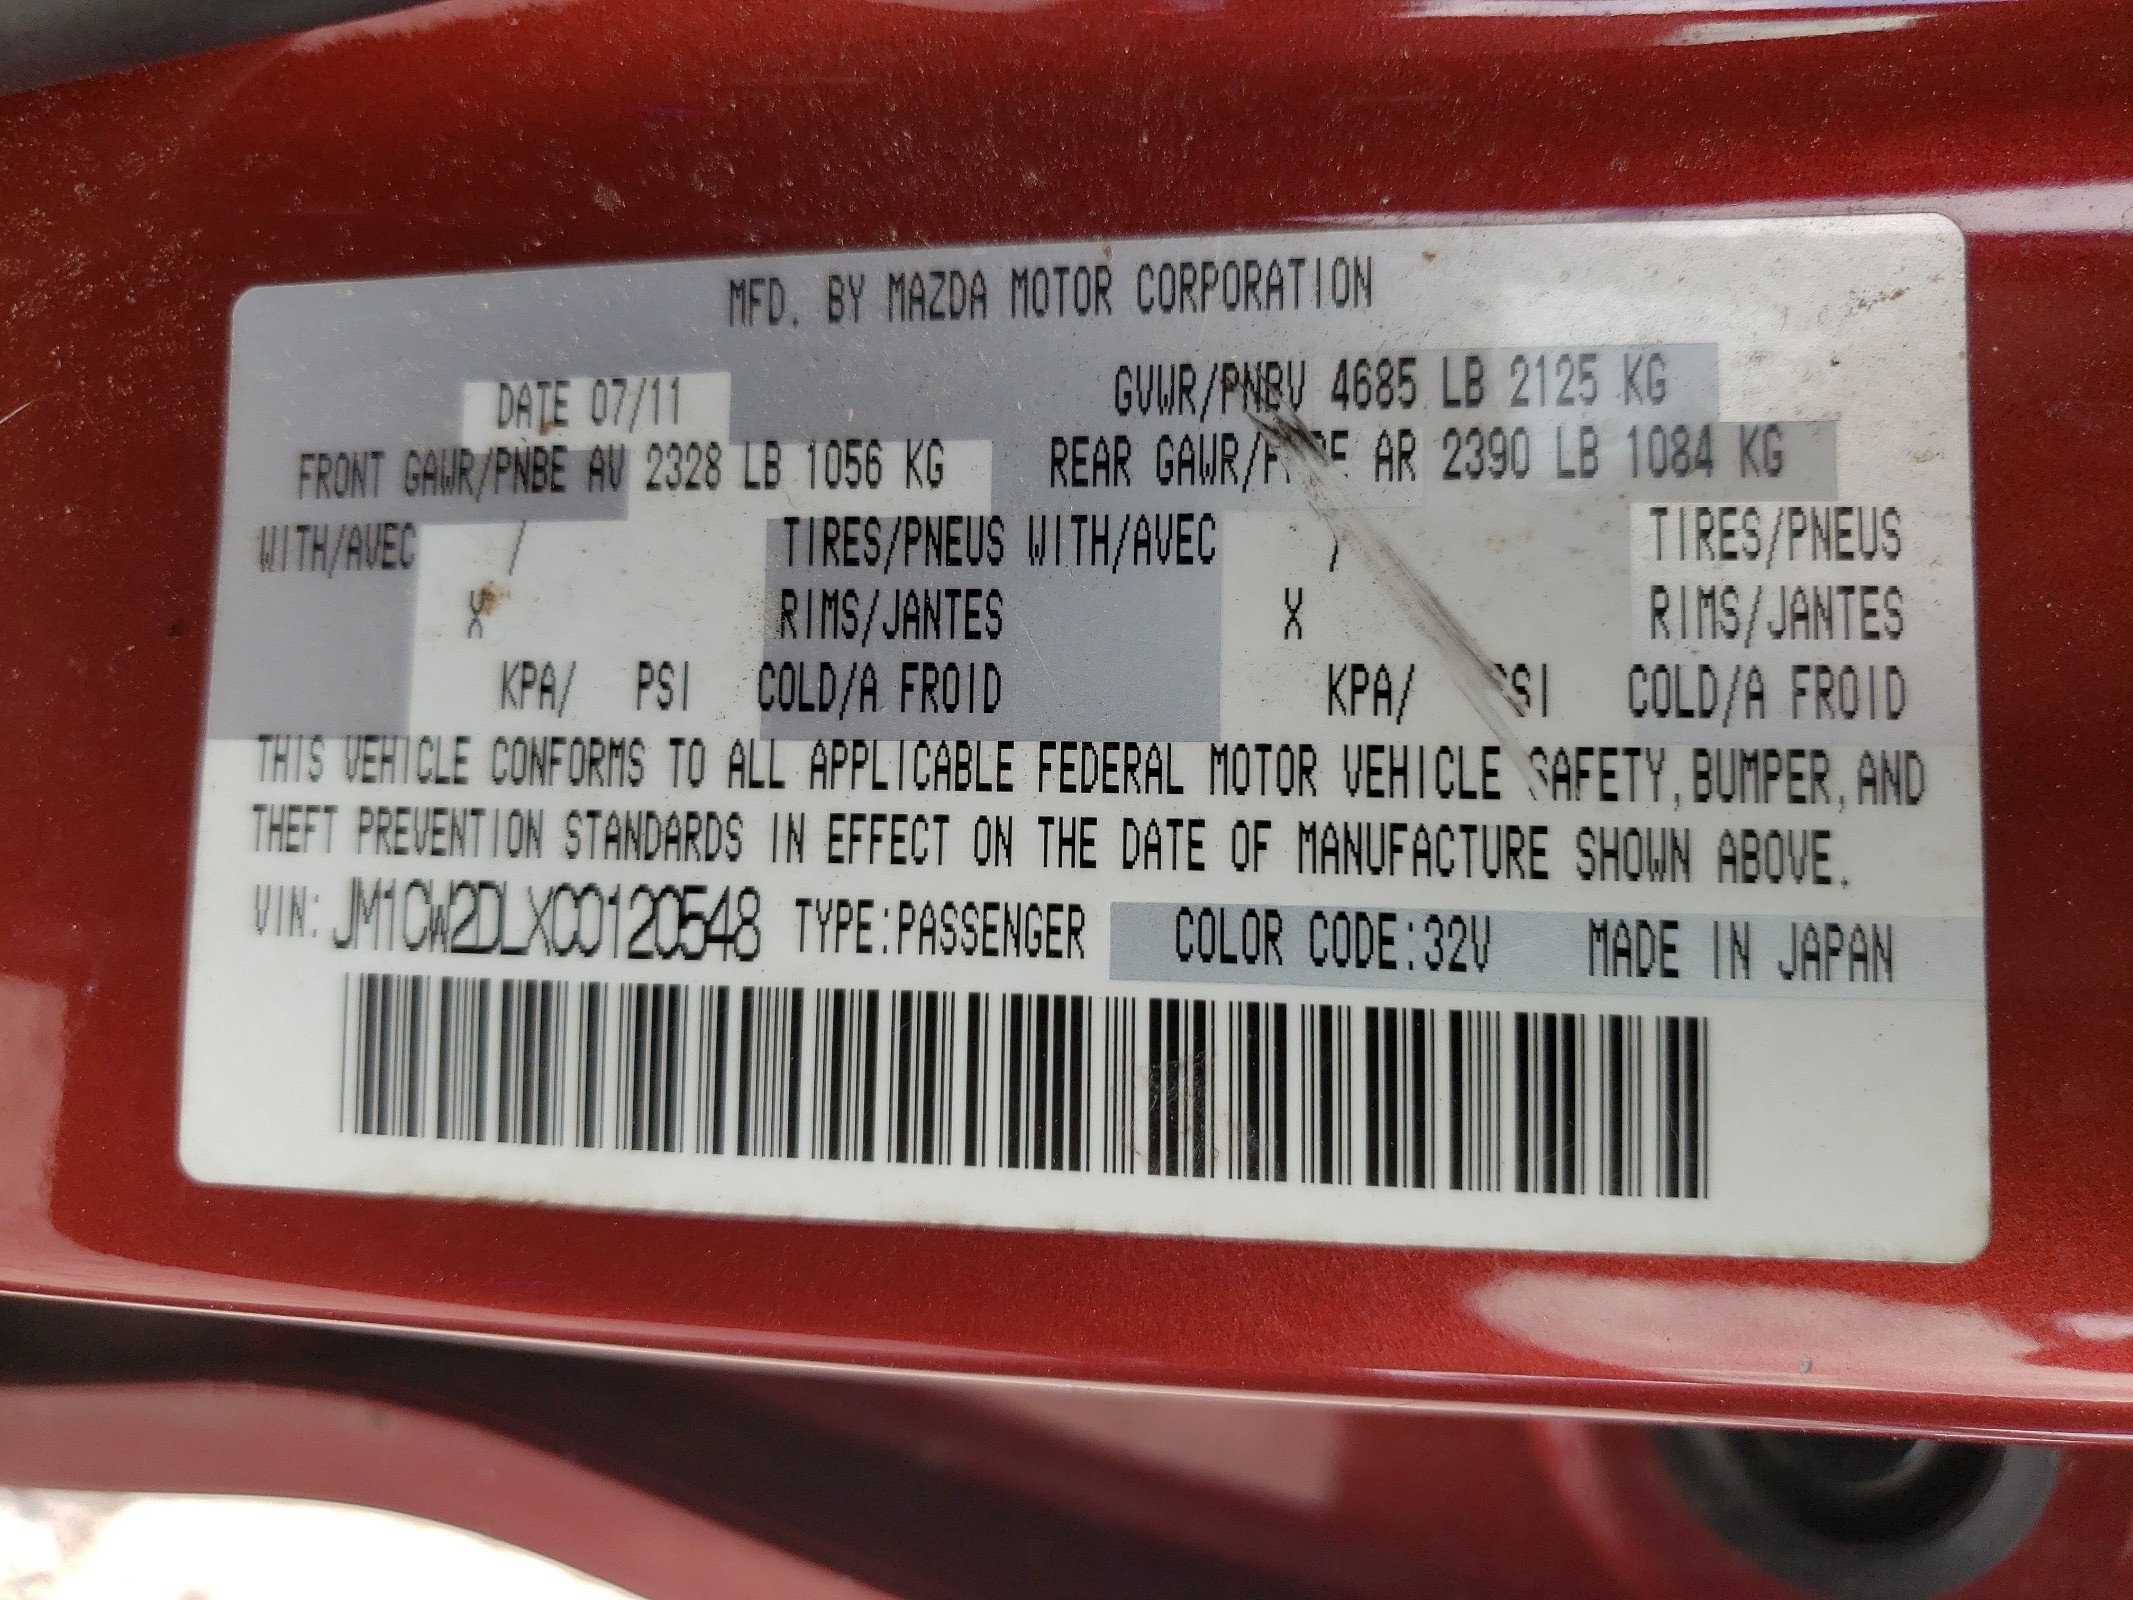 MFD. BY MAZDA MOTOR CORPORATION
DATE 07/11 GVWR/PNBV 4685 LB 2125 KG
FRONT GAWR/PNBE AV 2328 LB 1056 KG REAR GAWR/PNBE AR 2390 LB 1084 KG
WITH/AVEC / TIRES/PNEUS WITH/AVEC / TIRES/PNEUS
X RIMS/JANTES X RIMS/JANTES
KPA/ PSI COLD/A FROID KPA/ PSI COLD/A FROID
THIS VEHICLE CONFORMS TO ALL APPLICABLE FEDERAL MOTOR VEHICLE SAFETY, BUMPER, AND
THEFT PREVENTION STANDARDS IN EFFECT ON THE DATE OF MANUFACTURE SHOWN ABOVE.
VIN: JM1CW2DLXC0120548 TYPE:PASSENGER COLOR CODE:32V MADE IN JAPAN